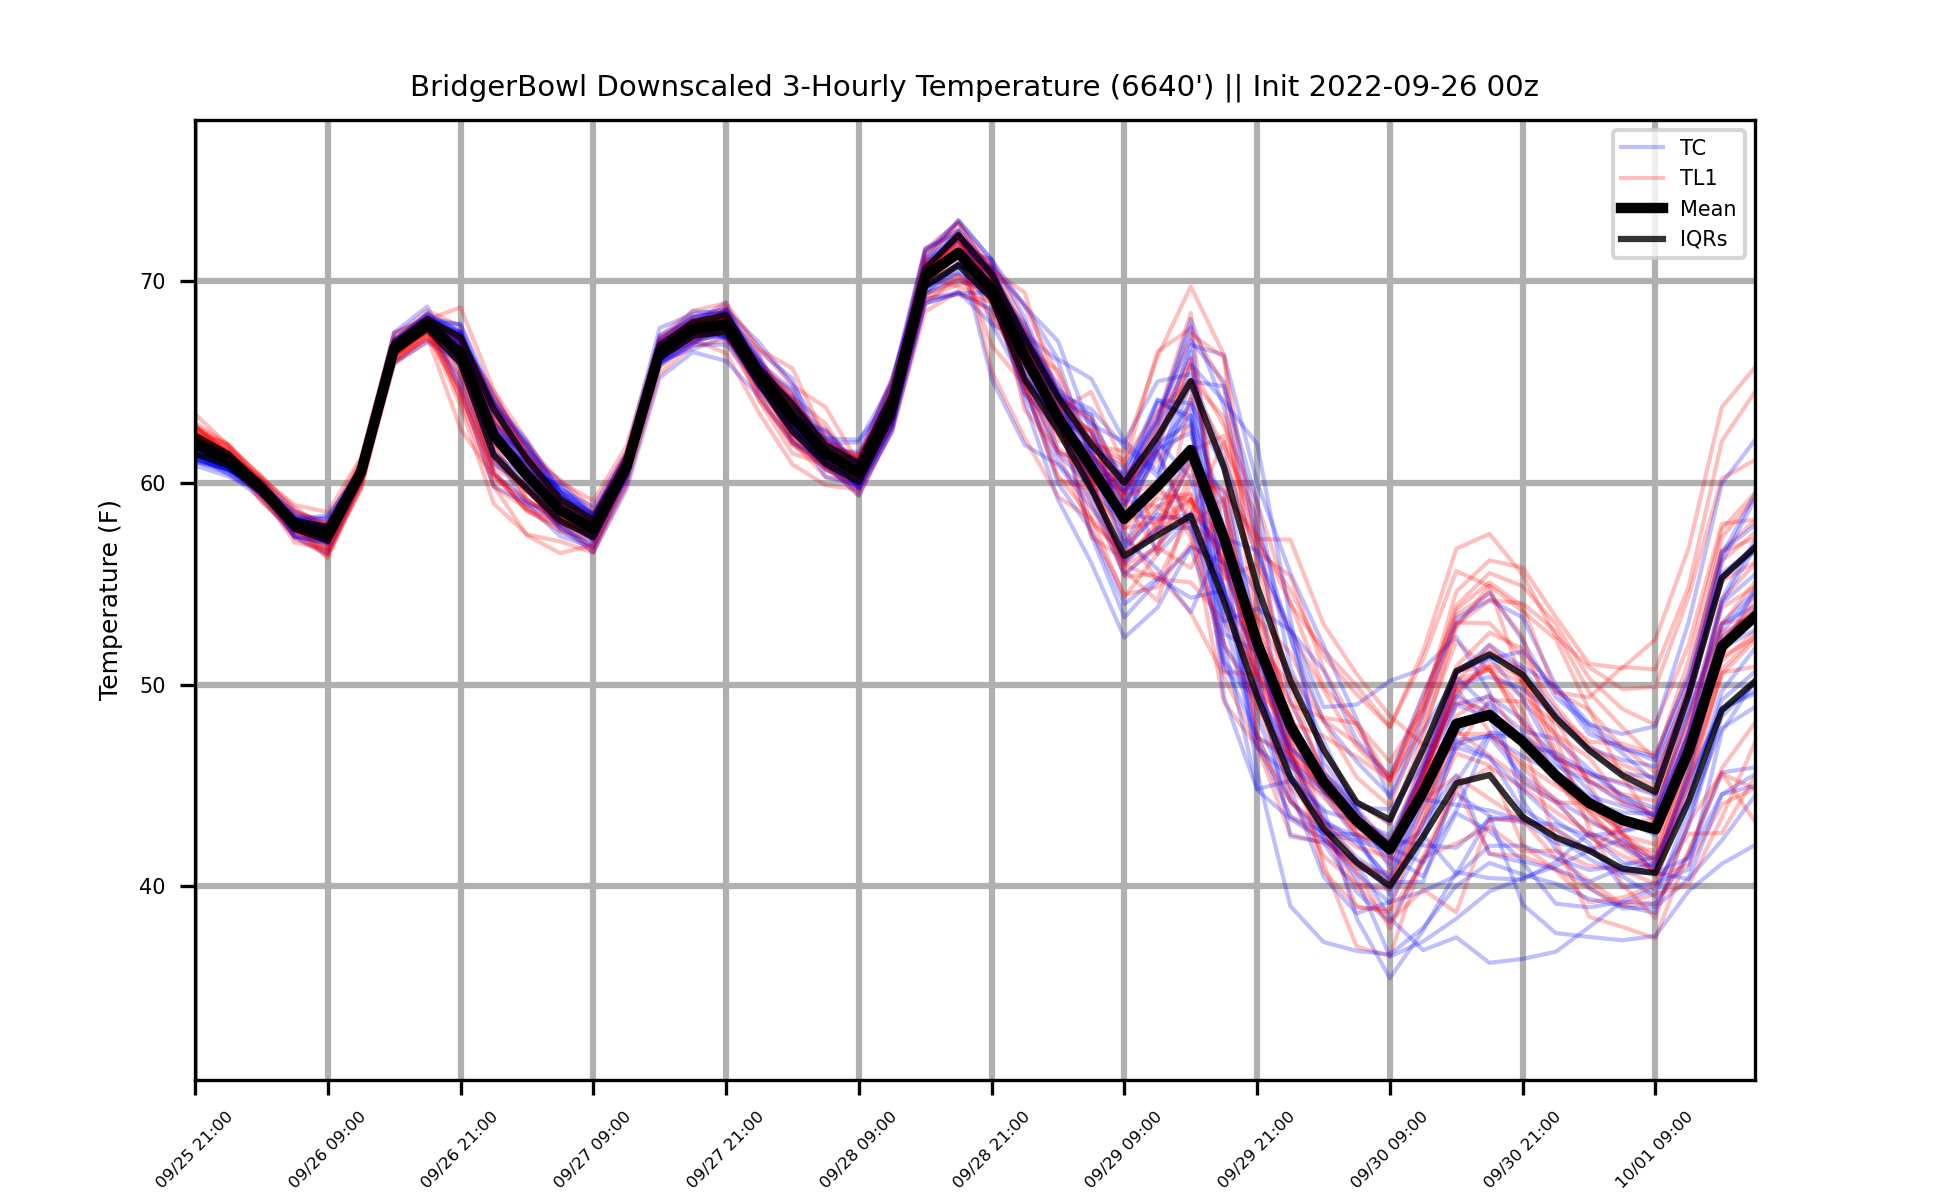 BridgerBowl Downscaled 3-Hourly Temperature (6640') || Init 2022-09-26 00z
TC
TL1
Mean
IQRs
Temperature (F)
70
60
50
40
09/25 21:00
09/26 09:00
09/26 21:00
09/27 09:00
09/27 21:00
09/28 09:00
09/28 21:00
09/29 09:00
09/29 21:00
09/30 09:00
09/30 21:00
10/01 09:00